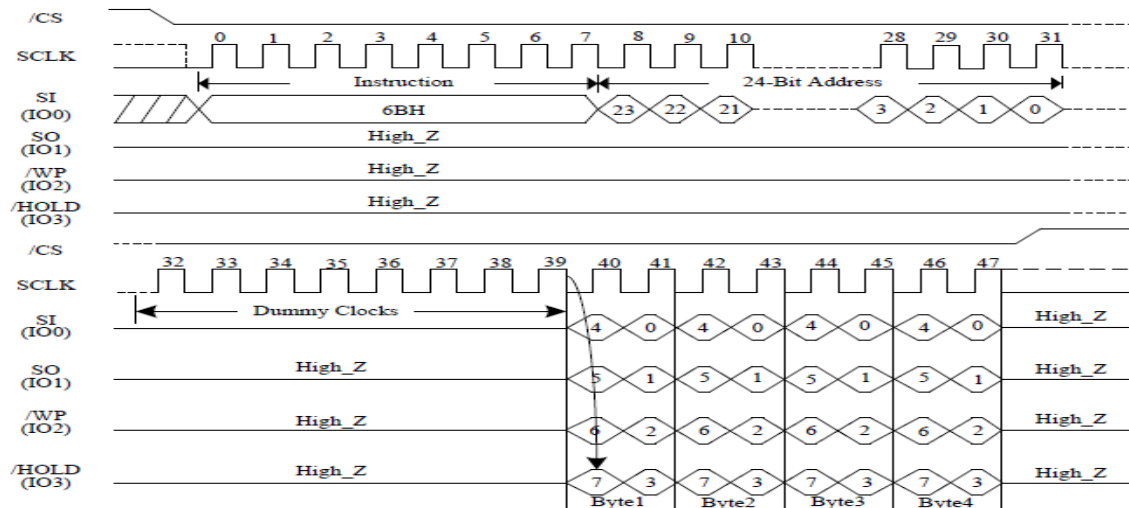 /CS
0 1 2 3 4 5 6 7 8 9 10 28 29 30 31
SCLK
Instruction 24-Bit Address
SI
(IO0)
6BH 23 22 21 3 2 1 0
SO
(IO1)
High_Z
/WP
(IO2)
High_Z
/HOLD
(IO3)
High_Z
/CS
32 33 34 35 36 37 38 39 40 41 42 43 44 45 46 47
SCLK
Dummy Clocks
SI
(IO0)
4 0 4 0 4 0 4 0 High_Z
SO
(IO1)
High_Z 5 1 5 1 5 1 5 1 High_Z
/WP
(IO2)
High_Z 6 2 6 2 6 2 6 2 High_Z
/HOLD
(IO3)
High_Z 7 3 7 3 7 3 7 3 High_Z
Byte1 Byte2 Byte3 Byte4